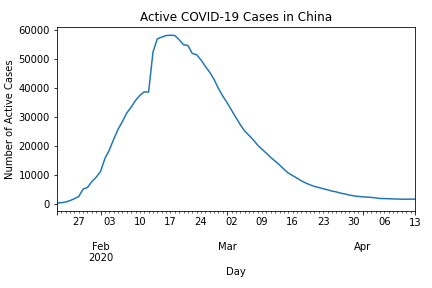 Active COVID-19 Cases in China
Number of Active Cases
60000
50000
40000
30000
20000
10000
0
27 03 10 17 24 02 09 16 23 30 06 13
Feb Mar Apr
2020
Day